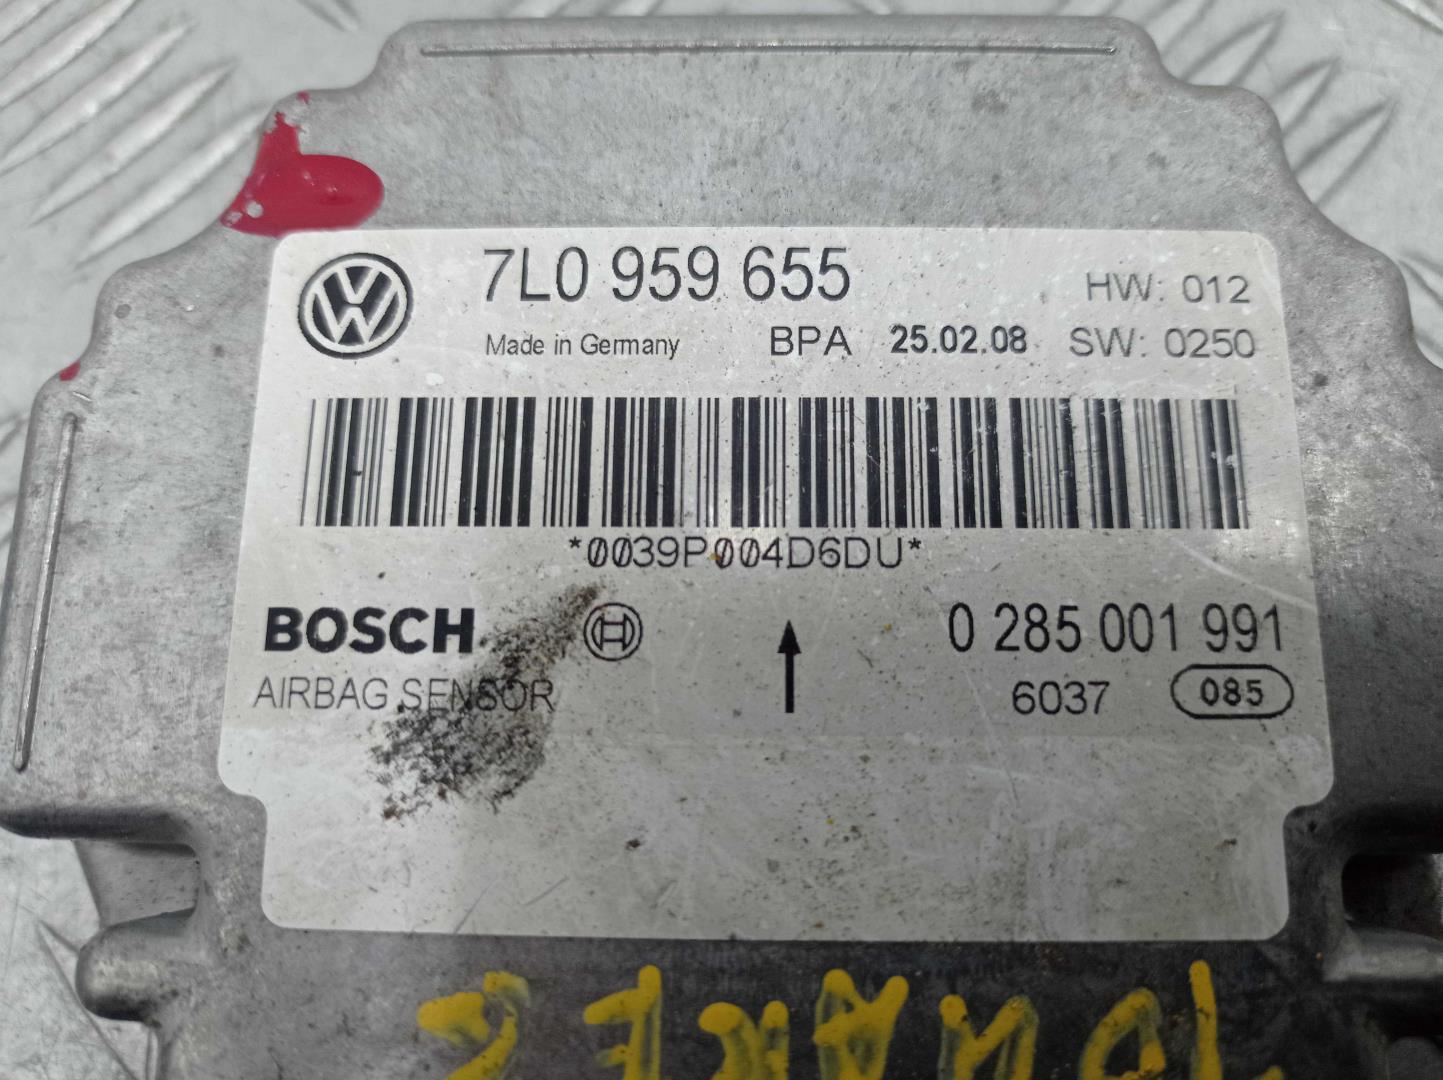 7L0 959 655
HW: 012
Made in Germany BPA 25.02.08 SW: 0250
*0039P004D6DU*
BOSCH 0 285 001 991
AIRBAG SENSOR 6037 085